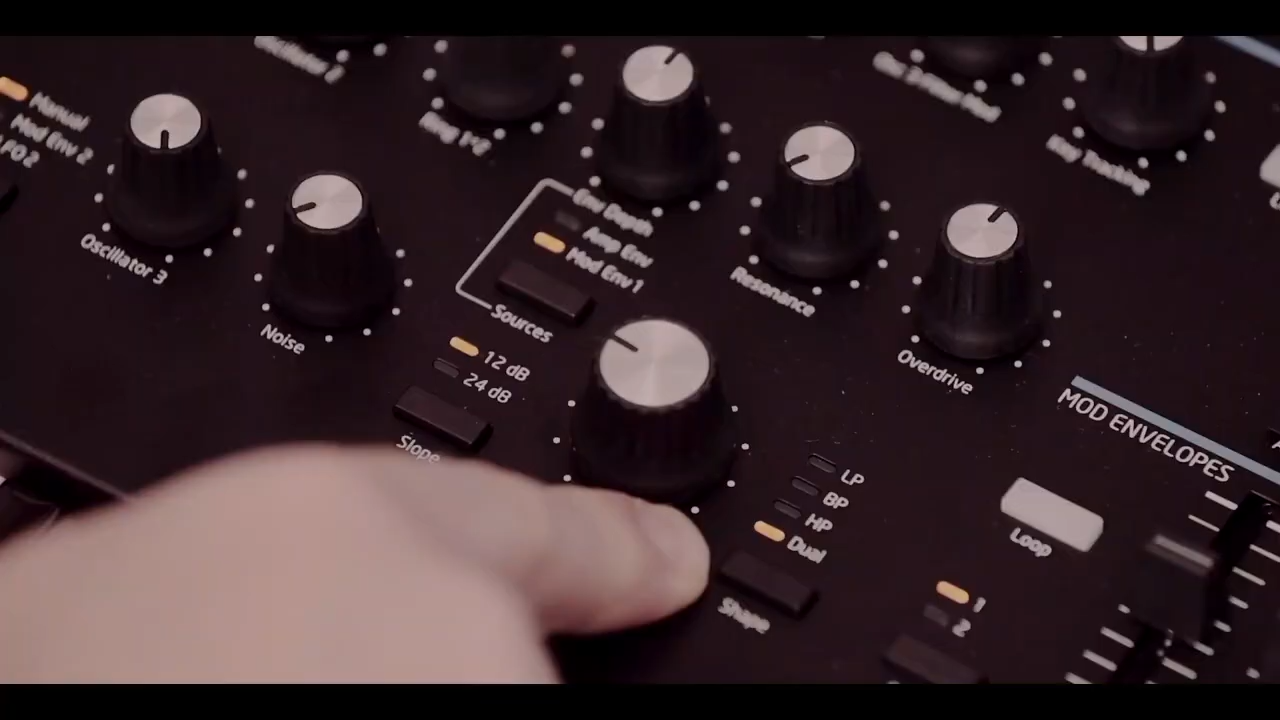 Oscillator 2
Manual
Mod Env 2
LFO 2
Ring 1*2
Key Tracking
Env Depth
Amp Env
Mod Env 1
Oscillator 3
Resonance
Sources
Noise
12 dB
24 dB
Overdrive
MOD ENVELOPES
Slope
LP
BP
HP
Dual
Loop
Shape
1
2